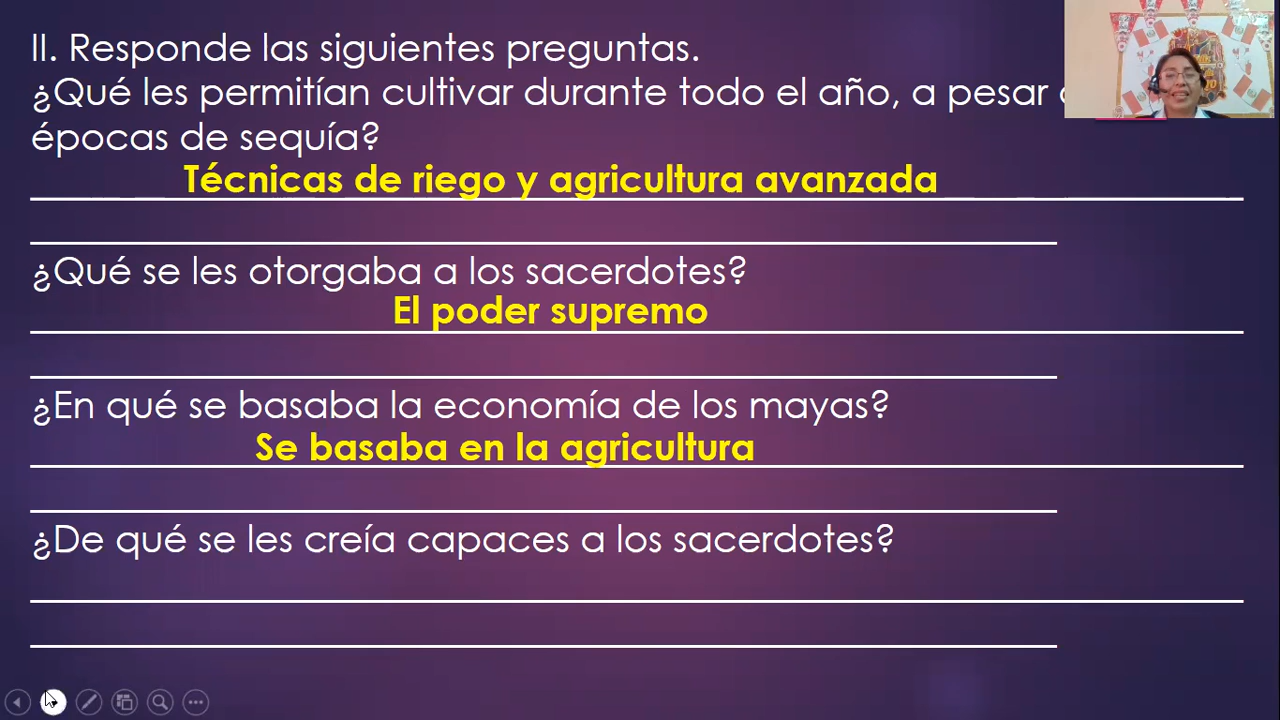 II. Responde las siguientes preguntas.
¿Qué les permitían cultivar durante todo el año, a pesar
épocas de sequía?
Técnicas de riego y agricultura avanzada
¿Qué se les otorgaba a los sacerdotes?
El poder supremo
¿En qué se basaba la economía de los mayas?
Se basaba en la agricultura
¿De qué se les creía capaces a los sacerdotes?